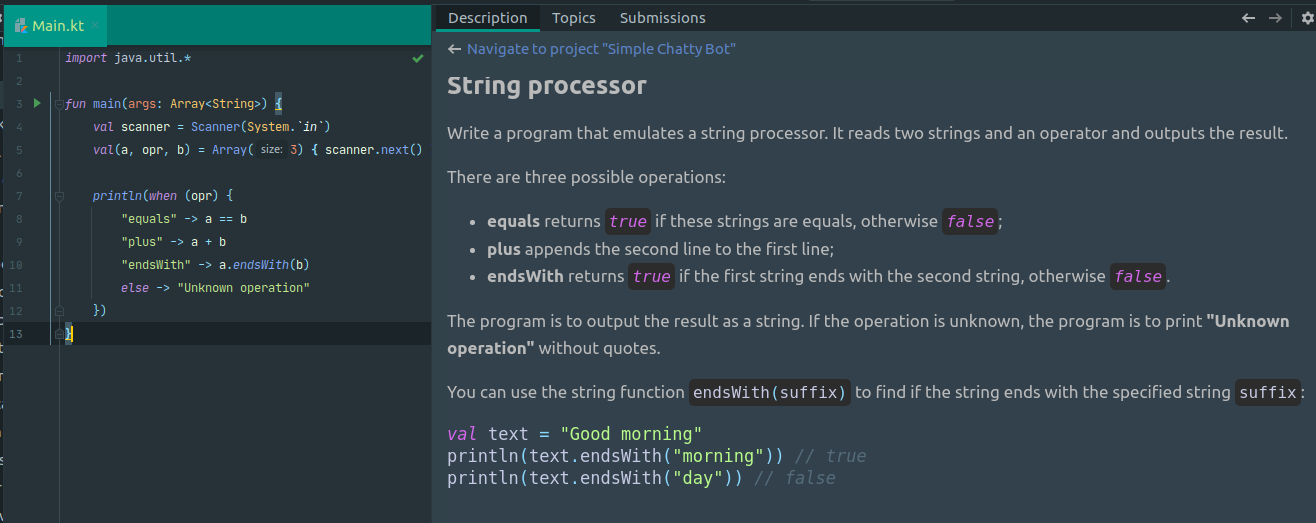 Main.kt
1 import java.util.*
2
3 fun main(args: Array<String>) {
4 val scanner = Scanner(System.`in`)
5 val(a, opr, b) = Array( size: 3) { scanner.next()
6
7 println(when (opr) {
8 "equals" -> a == b
9 "plus" -> a + b
10 "endsWith" -> a.endsWith(b)
11 else -> "Unknown operation"
12 })
13 }
Description Topics Submissions
← Navigate to project "Simple Chatty Bot"
String processor
Write a program that emulates a string processor. It reads two strings and an operator and outputs the result.
There are three possible operations:
• equals returns true if these strings are equals, otherwise false;
• plus appends the second line to the first line;
• endsWith returns true if the first string ends with the second string, otherwise false.
The program is to output the result as a string. If the operation is unknown, the program is to print "Unknown
operation" without quotes.
You can use the string function endsWith(suffix) to find if the string ends with the specified string suffix:
val text = "Good morning"
println(text.endsWith("morning")) // true
println(text.endsWith("day")) // false